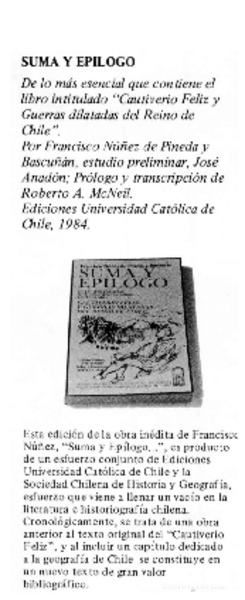 SUMA Y EPILOGO
De lo más esencial que contiene el
libro intitulado "Cautiverio Feliz y
Guerras dilatadas del Reino de
Chile".
Por Francisco Núñez de Pineda y
Bascuñán, estudio preliminar, José
Anadón; Prólogo y transcripción de
Roberto A. McNeil.
Ediciones Universidad Católica de
Chile, 1984.
SUMA Y
EPILOGO
Esta edición de la obra inédita de Francisco
Núñez, "Suma y Epílogo...", es producto
de un esfuerzo conjunto de Ediciones
Universidad Católica de Chile y la
Sociedad Chilena de Historia y Geografía,
esfuerzo que viene a llenar un vacío en la
literatura e historiografía chilena.
Cronológicamente, se trata de una obra
anterior al texto original del "Cautiverio
Feliz", y al incluir un capítulo dedicado
a la geografía de Chile se constituye en
un nuevo texto de gran valor
bibliográfico.